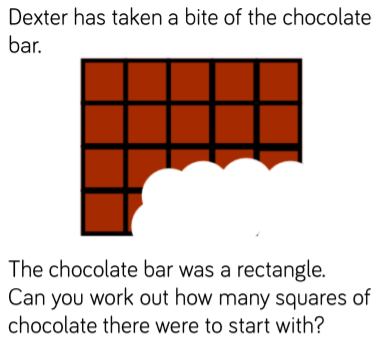 Dexter has taken a bite of the chocolate
bar.
The chocolate bar was a rectangle.
Can you work out how many squares of
chocolate there were to start with?